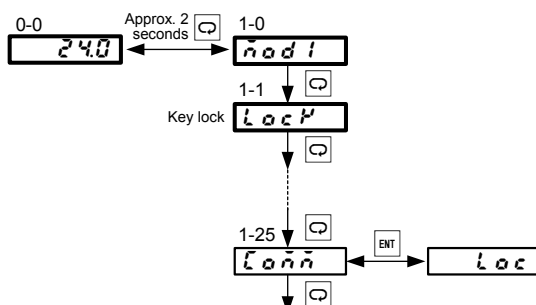 0-0
Approx. 2
seconds
1-0
24.0
mod1
1-1
Key lock
LocK
1-25
Comm
ENT
Loc